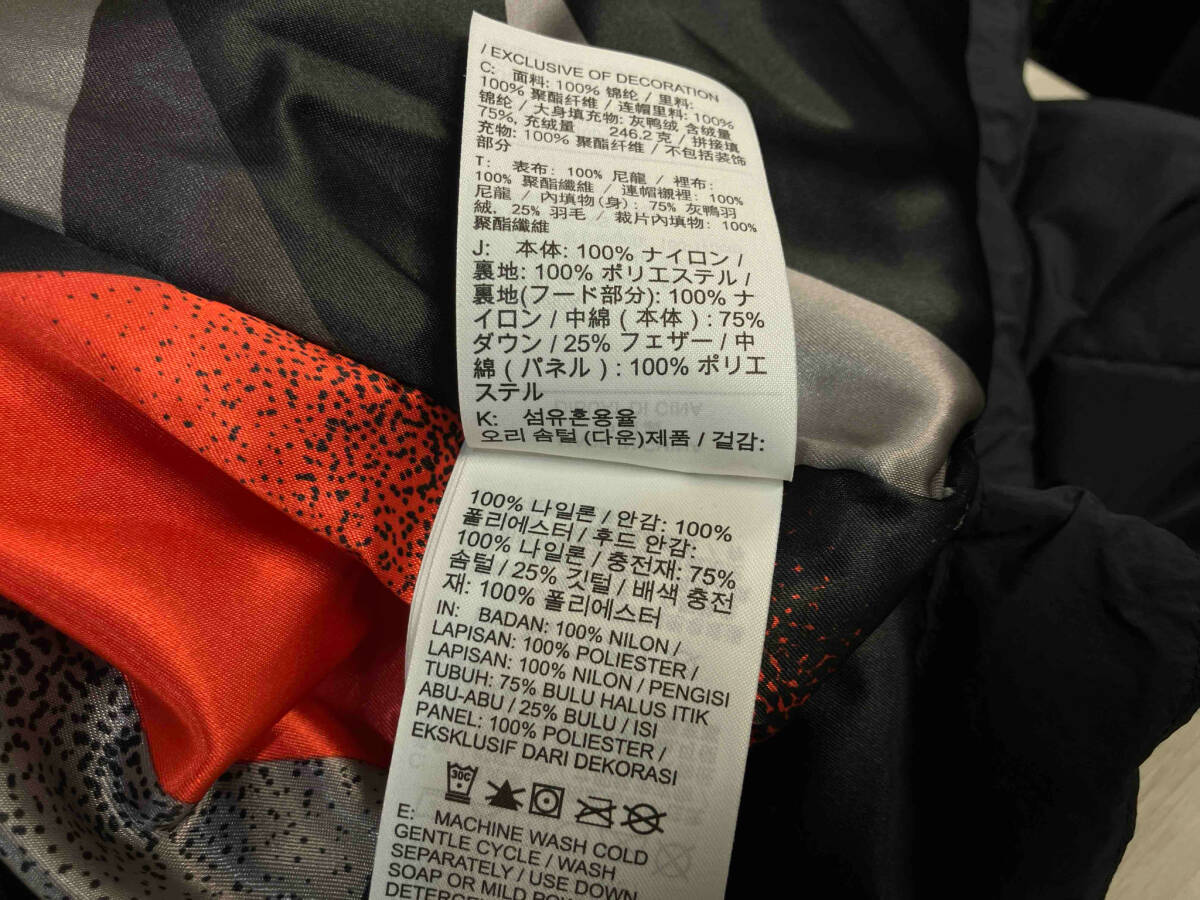 / EXCLUSIVE OF DECORATION
C: 面料: 100% 锦纶 / 里料:
100% 聚酯纤维 / 连帽里料: 100%
锦纶 / 大身填充物: 灰鸭绒 含绒量
75%, 充绒量 246.2 克 / 拼接填
充物: 100% 聚酯纤维 / 不包括装饰
部分
T: 表布: 100% 尼龍 / 裡布:
100% 聚酯纖維 / 連帽襯裡: 100%
尼龍 / 內填物(身): 75% 灰鴨羽
絨, 25% 羽毛 / 裁片內填物: 100%
聚酯纖維
J: 本体: 100% ナイロン /
裏地: 100% ポリエステル /
裏地(フード部分): 100% ナ
イロン / 中綿 ( 本体 ) : 75%
ダウン / 25% フェザー / 中
綿 ( パネル ) : 100% ポリエ
ステル
K: 섬유혼용율
오리 솜털 (다운)제품 / 겉감:
100% 나일론 / 안감: 100%
폴리에스터 / 후드 안감:
100% 나일론 / 충전재: 75%
솜털 / 25% 깃털 / 배색 충전
재: 100% 폴리에스터
IN: BADAN: 100% NILON /
LAPISAN: 100% POLIESTER /
LAPISAN: 100% NILON / PENGISI
TUBUH: 75% BULU HALUS ITIK
ABU-ABU / 25% BULU / ISI
PANEL: 100% POLIESTER /
EKSKLUSIF DARI DEKORASI
30C
E: MACHINE WASH COLD
GENTLE CYCLE / WASH
SEPARATELY / USE DOWN
SOAP OR MILD